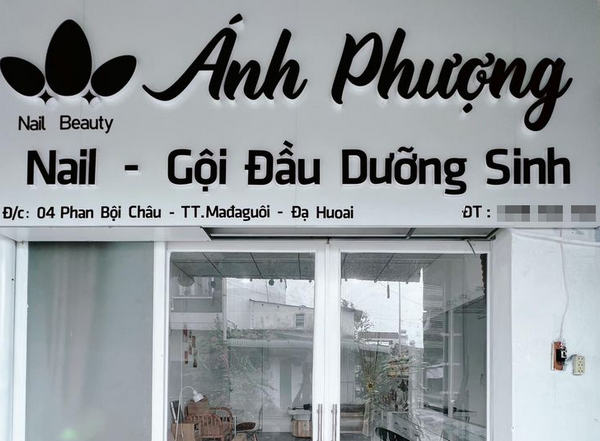 Ánh Phượng
Nail Beauty
Nail - Gội Đầu Dưỡng Sinh
Đ/c: 04 Phan Bội Châu - TT.Mađaguôi - Đạ Huoai ĐT :